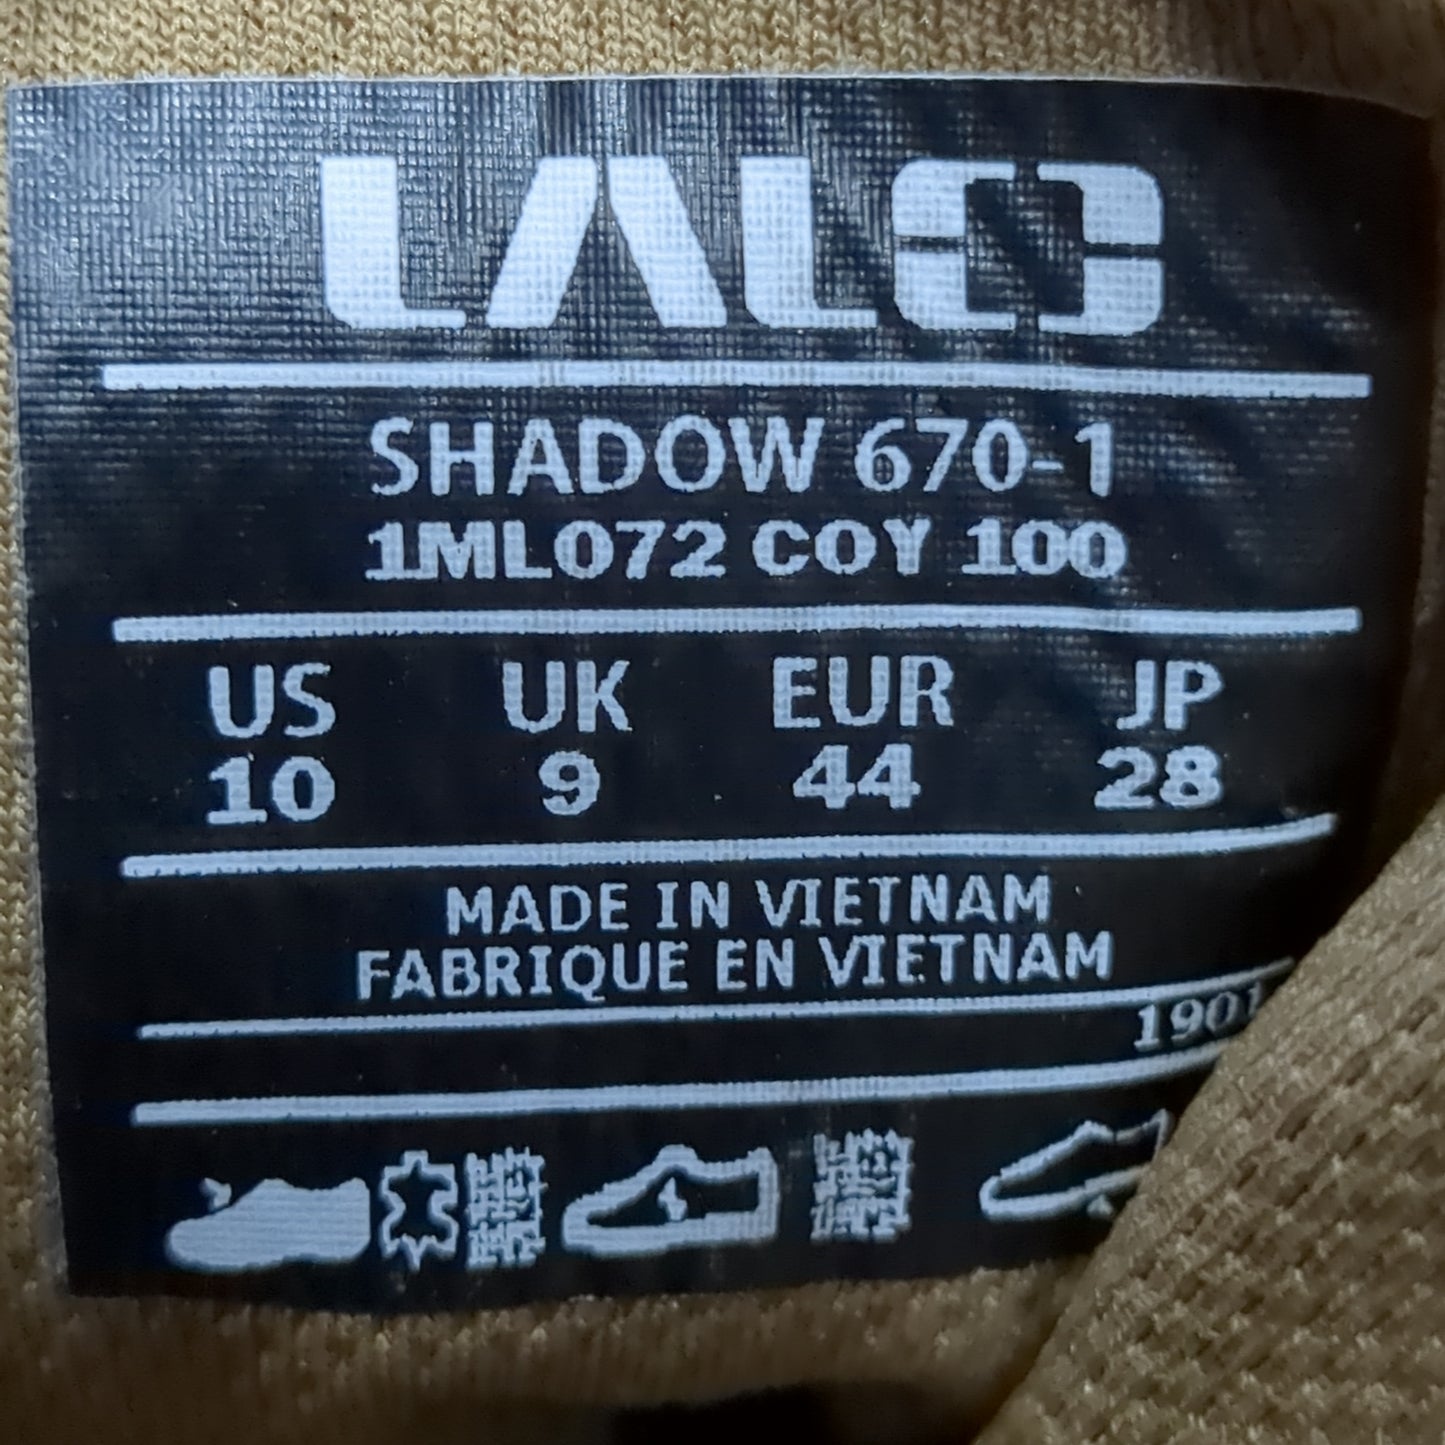 LALO
SHADOW 670-1
1ML072 COY 100
US UK EUR JP
10 9 44 28
MADE IN VIETNAM
FABRIQUE EN VIETNAM
1901